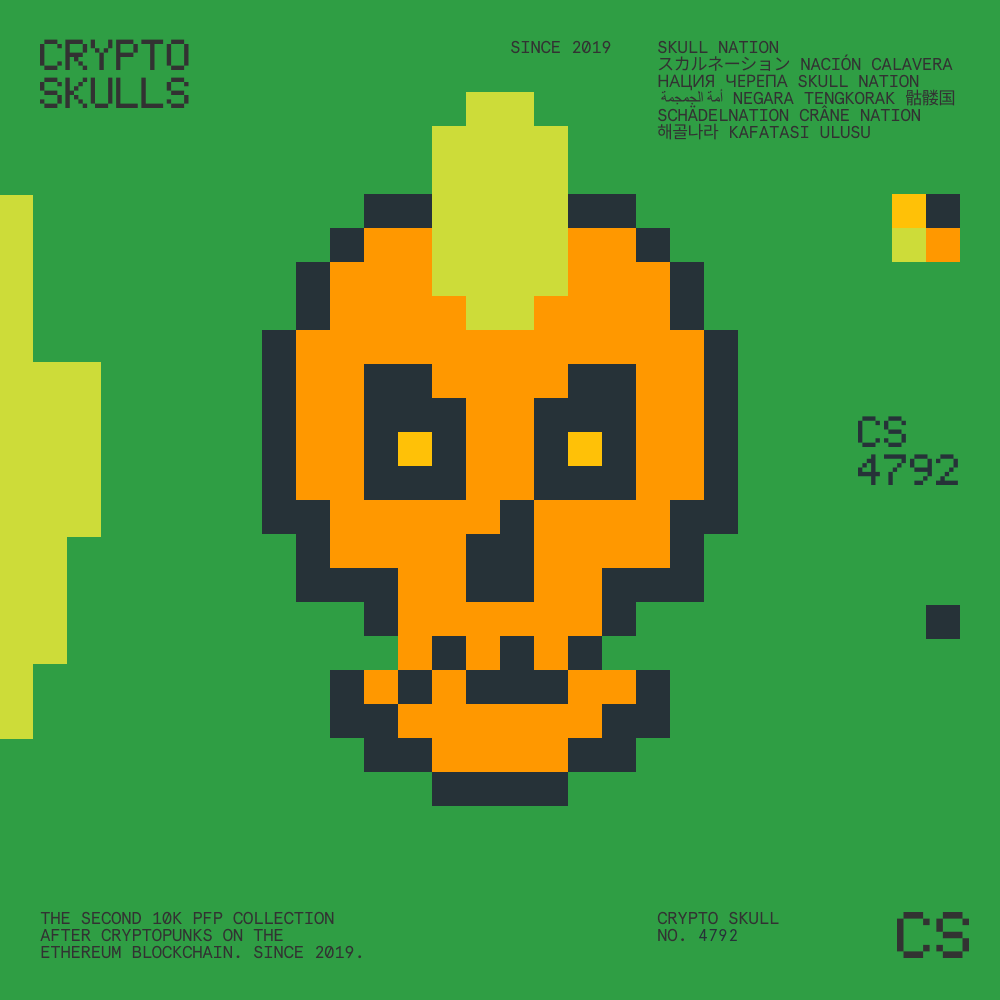 CRYPTO
SKULLS
SINCE 2019
SKULL NATION
スカルネーション NACIÓN CALAVERA
НАЦИЯ ЧЕРЕПА SKULL NATION
أمة الجمجمة NEGARA TENGKORAK 骷髅国
SCHÄDELNATION CRÂNE NATION
해골나라 KAFATASI ULUSU
CS
4792
THE SECOND 10K PFP COLLECTION
AFTER CRYPTOPUNKS ON THE
ETHEREUM BLOCKCHAIN. SINCE 2019.
CRYPTO SKULL
NO. 4792
CS